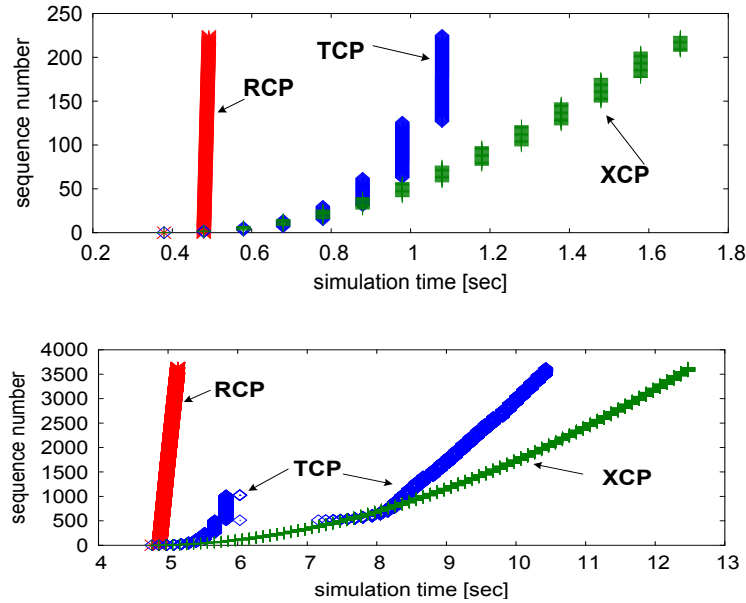 250
200
150
100
50
0
sequence number
RCP
TCP
XCP
0.2 0.4 0.6 0.8 1 1.2 1.4 1.6 1.8
simulation time [sec]
4000
3500
3000
2500
2000
1500
1000
500
0
sequence number
RCP
TCP
XCP
4 5 6 7 8 9 10 11 12 13
simulation time [sec]